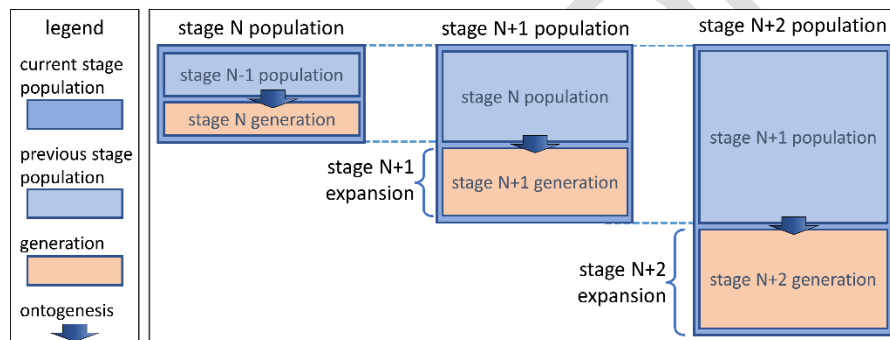 legend
current stage
population
previous stage
population
generation
ontogenesis
stage N population
stage N-1 population
stage N generation
stage N+1 population
stage N population
stage N+1
expansion
stage N+1 generation
stage N+2 population
stage N+1 population
stage N+2
expansion
stage N+2 generation